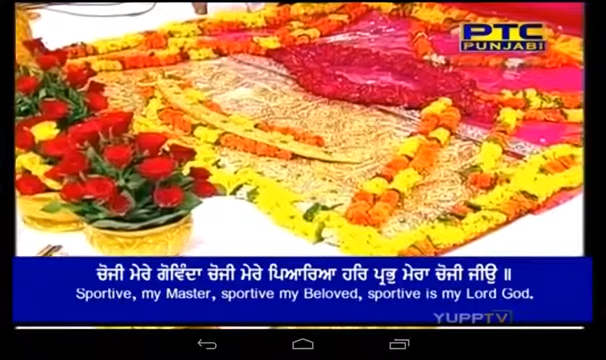 PTC
PUNJABI
ਚੋਜੀ ਮੇਰੇ ਗੋਵਿੰਦਾ ਚੋਜੀ ਮੇਰੇ ਪਿਆਰਿਆ ਹਰਿ ਪ੍ਰਭੁ ਮੇਰਾ ਚੋਜੀ ਜੀਉ ॥
Sportive, my Master, sportive my Beloved, sportive is my Lord God.
YUPPTV